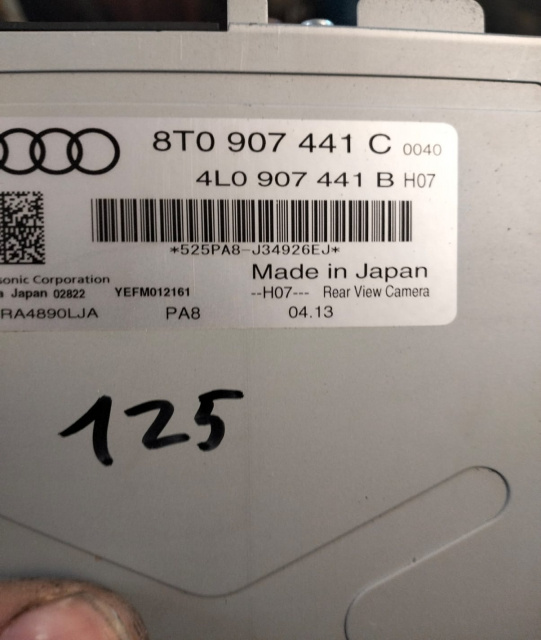 8T0 907 441 C 0040
4L0 907 441 B H07
*525PA8-J34926EJ*
Made in Japan
sonic Corporation
a Japan 02822 YEFM012161 --H07--- Rear View Camera
RA4890LJA PA8 04.13
125